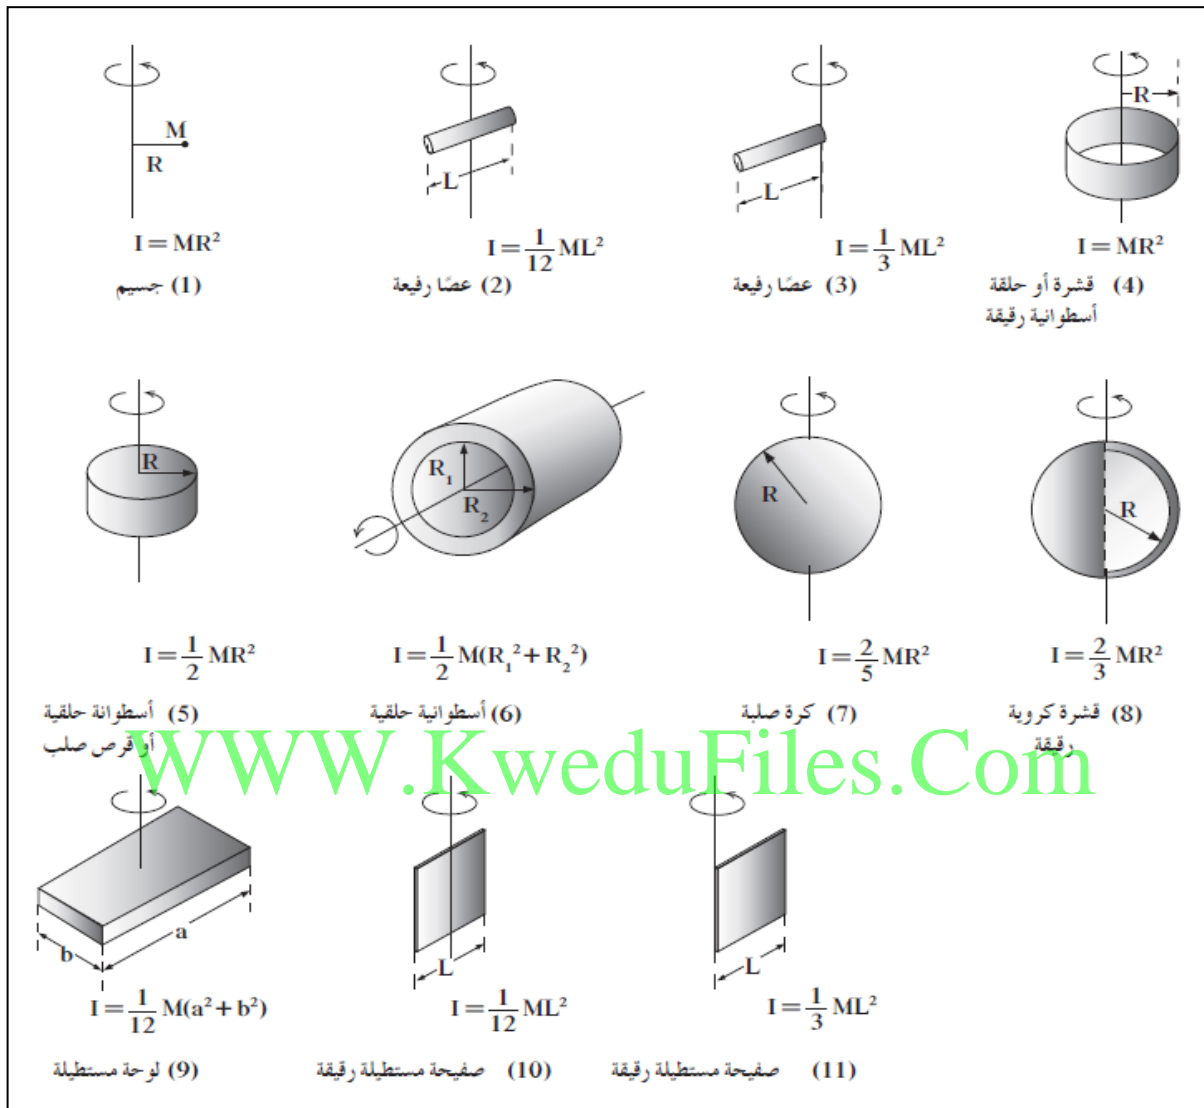 M
R
I = MR²
(1) جسيم
L
I = 1/12 ML²
(2) عصًا رفيعة
L
I = 1/3 ML²
(3) عصًا رفيعة
R
I = MR²
(4) قشرة أو حلقة
أسطوانية رقيقة
R
I = 1/2 MR²
(5) أسطوانة حلقية
أو قرص صلب
R₁
R₂
I = 1/2 M(R₁² + R₂²)
(6) أسطوانية حلقية
R
I = 2/5 MR²
(7) كرة صلبة
R
I = 2/3 MR²
(8) قشرة كروية
رقيقة
WWW.KweduFiles.Com
b
a
I = 1/12 M(a² + b²)
(9) لوحة مستطيلة
L
I = 1/12 ML²
(10) صفيحة مستطيلة رقيقة
L
I = 1/3 ML²
(11) صفيحة مستطيلة رقيقة